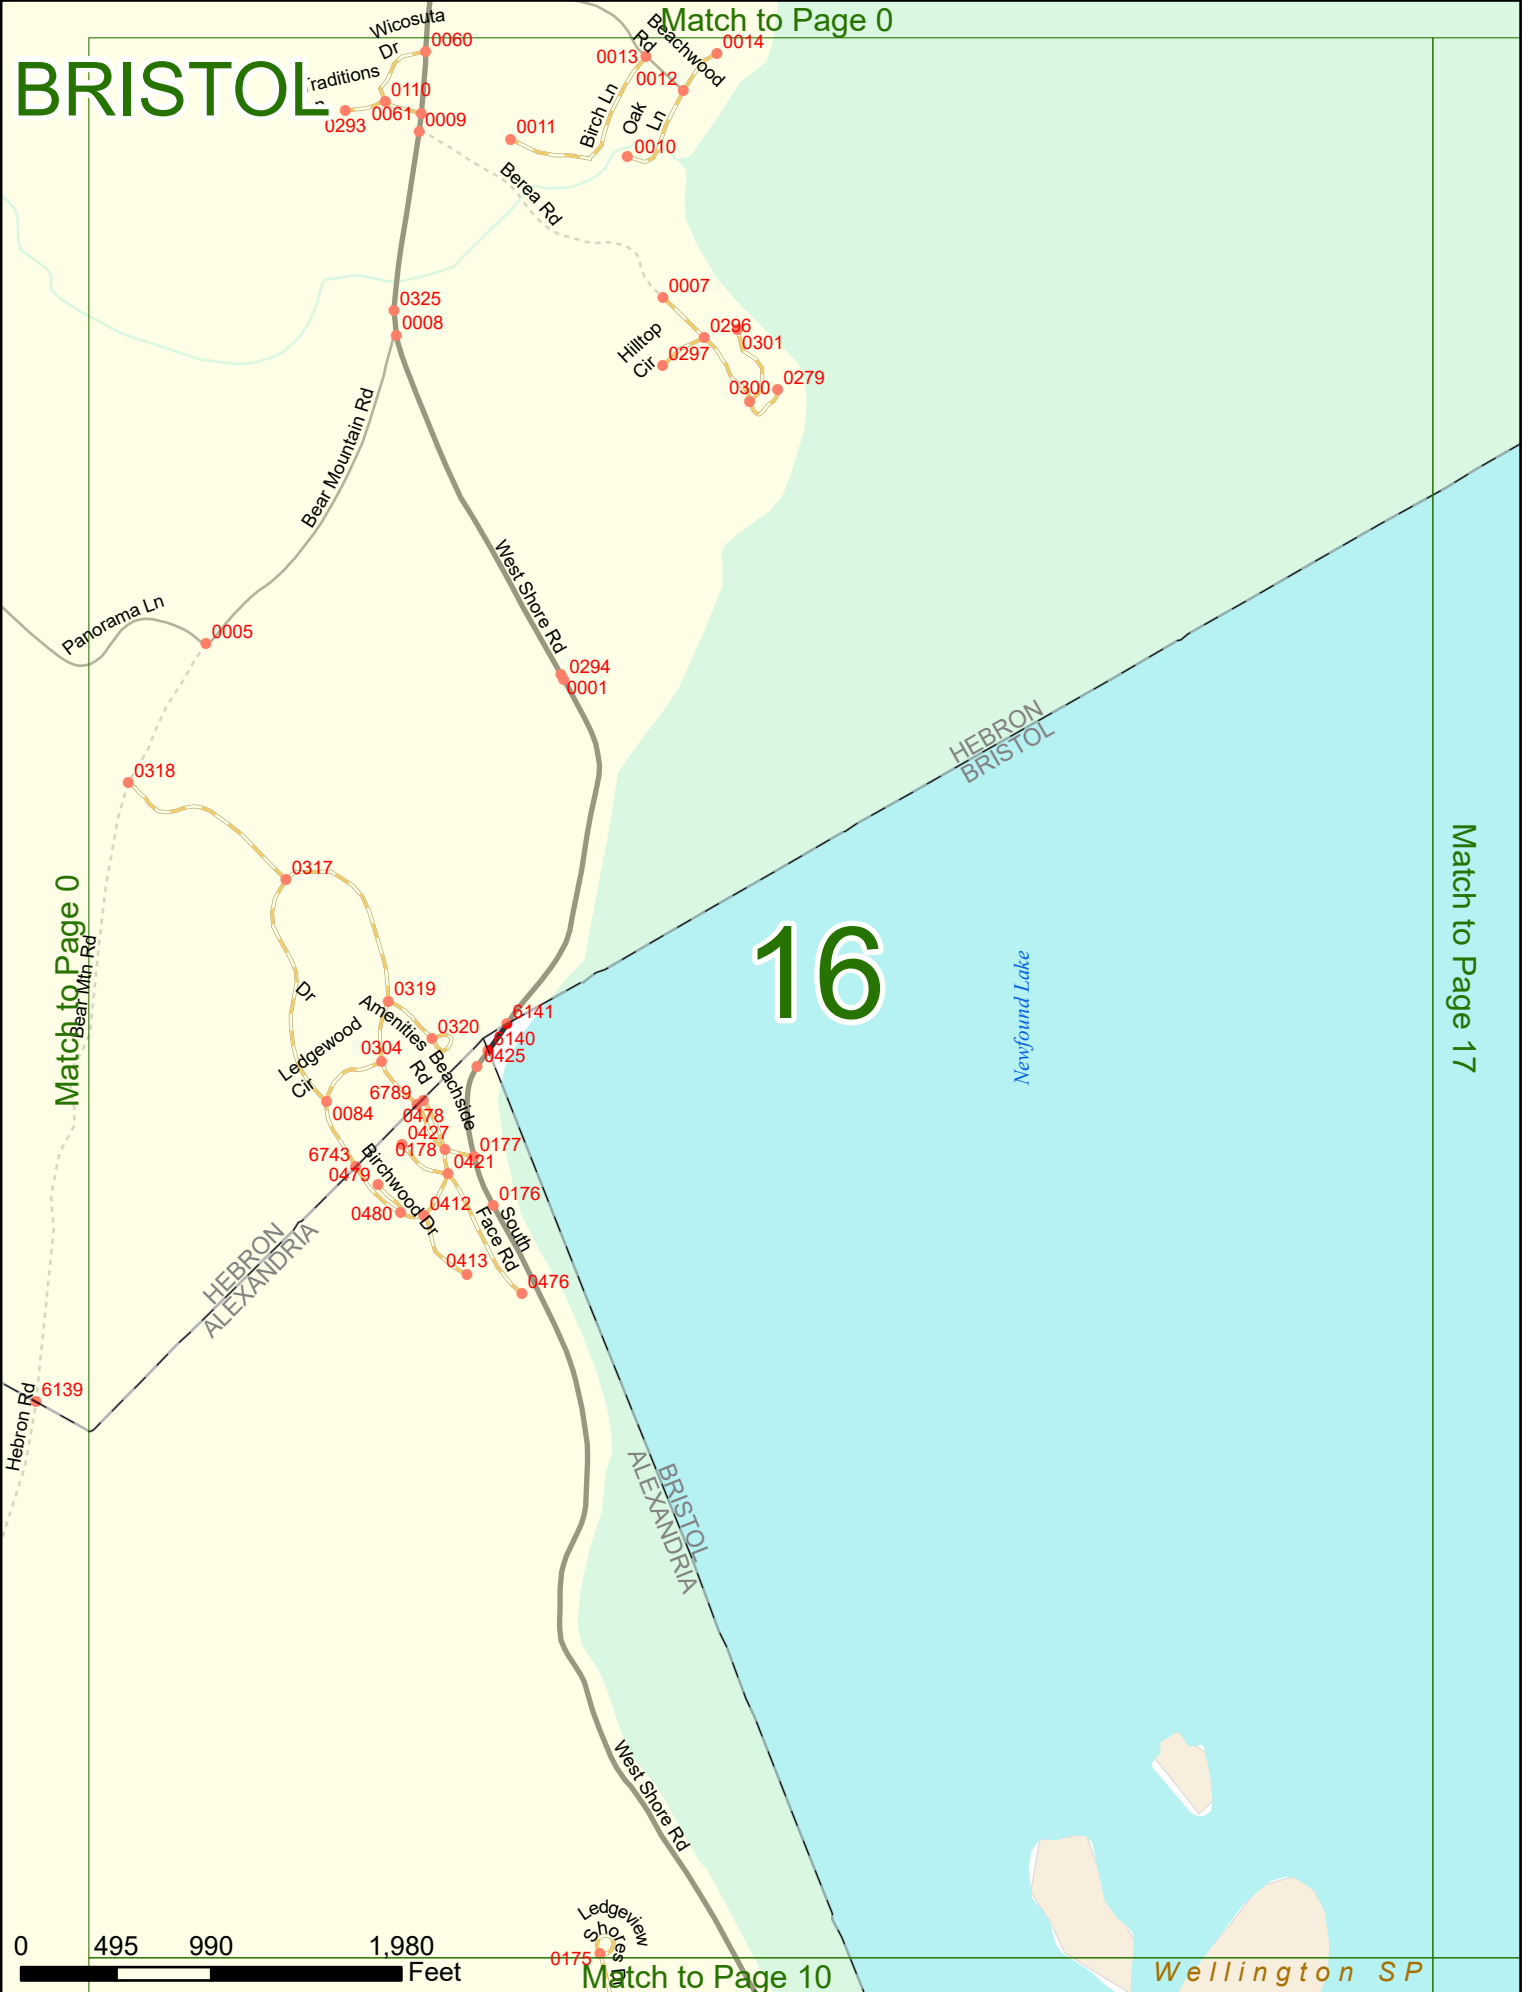 Match to Page 0
BRISTOL
Wicosuta
Dr
0060
Traditions
0110
0061
0293
0009
0011
Berea Rd
Birch Ln
0013
Rd
Beachwood
0014
0012
Oak
Ln
0010
0007
0325
0008
Hilltop
Cir
0296
0297
0301
0300
0279
Bear Mountain Rd
West Shore Rd
Panorama Ln
0005
0294
0001
HEBRON
BRISTOL
0318
0317
Match to Page 0
Bear Mtn Rd
Match to Page 17
16
Newfound Lake
Dr
0319
Amenities
Rd
0320
6141
6140
0425
Ledgewood
Cir
0304
Beachside
6789
0478
0084
0427
0178
0177
0421
6743
0479
Birchwood Dr
0480
0412
0176
South
Face Rd
0413
0476
HEBRON
ALEXANDRIA
6139
Hebron Rd
BRISTOL
ALEXANDRIA
West Shore Rd
Ledgeview
Shores Dr
0175
0 495 990 1,980
Feet
Match to Page 10
Wellington SP